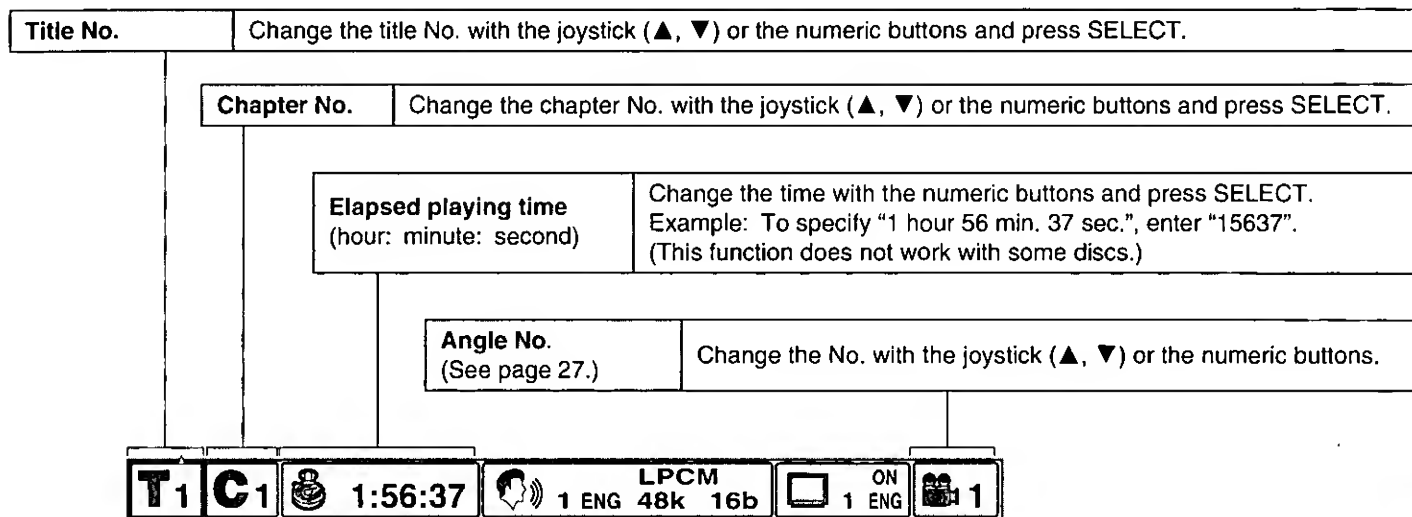 Title No. Change the title No. with the joystick (▲, ▼) or the numeric buttons and press SELECT.
Chapter No. Change the chapter No. with the joystick (▲, ▼) or the numeric buttons and press SELECT.
Elapsed playing time
(hour: minute: second)
Change the time with the numeric buttons and press SELECT.
Example: To specify “1 hour 56 min. 37 sec.”, enter “15637”.
(This function does not work with some discs.)
Angle No.
(See page 27.)
Change the No. with the joystick (▲, ▼) or the numeric buttons.
T 1 C 1 1:56:37 1 ENG LPCM 48k 16b 1 ON ENG 1